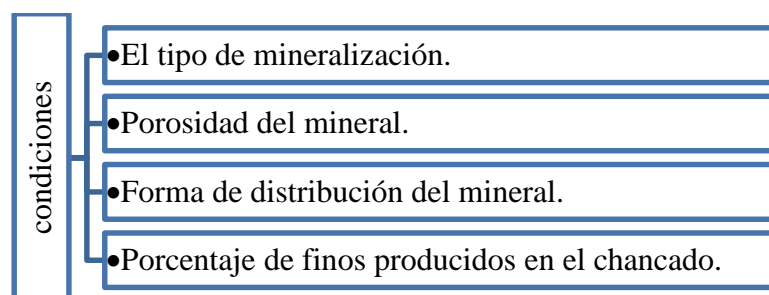 condiciones
•El tipo de mineralización.
•Porosidad del mineral.
•Forma de distribución del mineral.
•Porcentaje de finos producidos en el chancado.